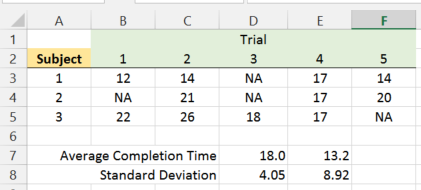 A B C D E F
1 Trial
2 Subject 1 2 3 4 5
3 1 12 14 NA 17 14
4 2 NA 21 NA 17 20
5 3 22 26 18 17 NA
6
7 Average Completion Time 18.0 13.2
8 Standard Deviation 4.05 8.92